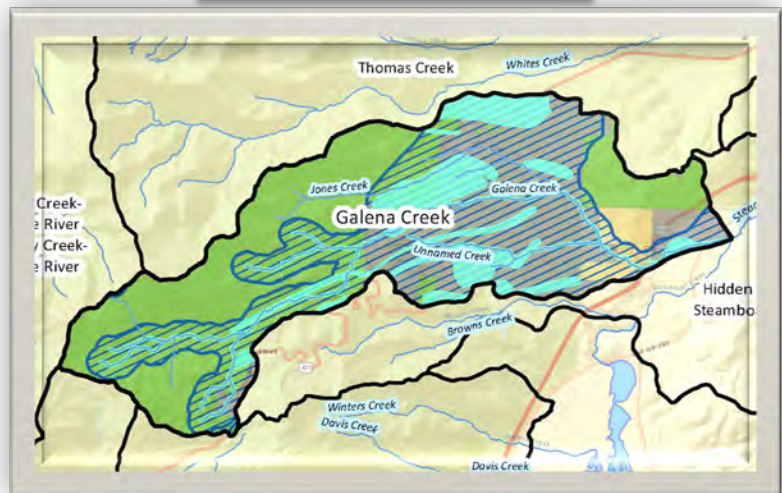 Thomas Creek
Whites Creek
Jones Creek
Galena Creek
Galena Creek
Creek-
e River
y Creek-
e River
Unnamed Creek
Steam
Hidden
Steambo
Browns Creek
Winters Creek
Davis Creek
Davis Creek